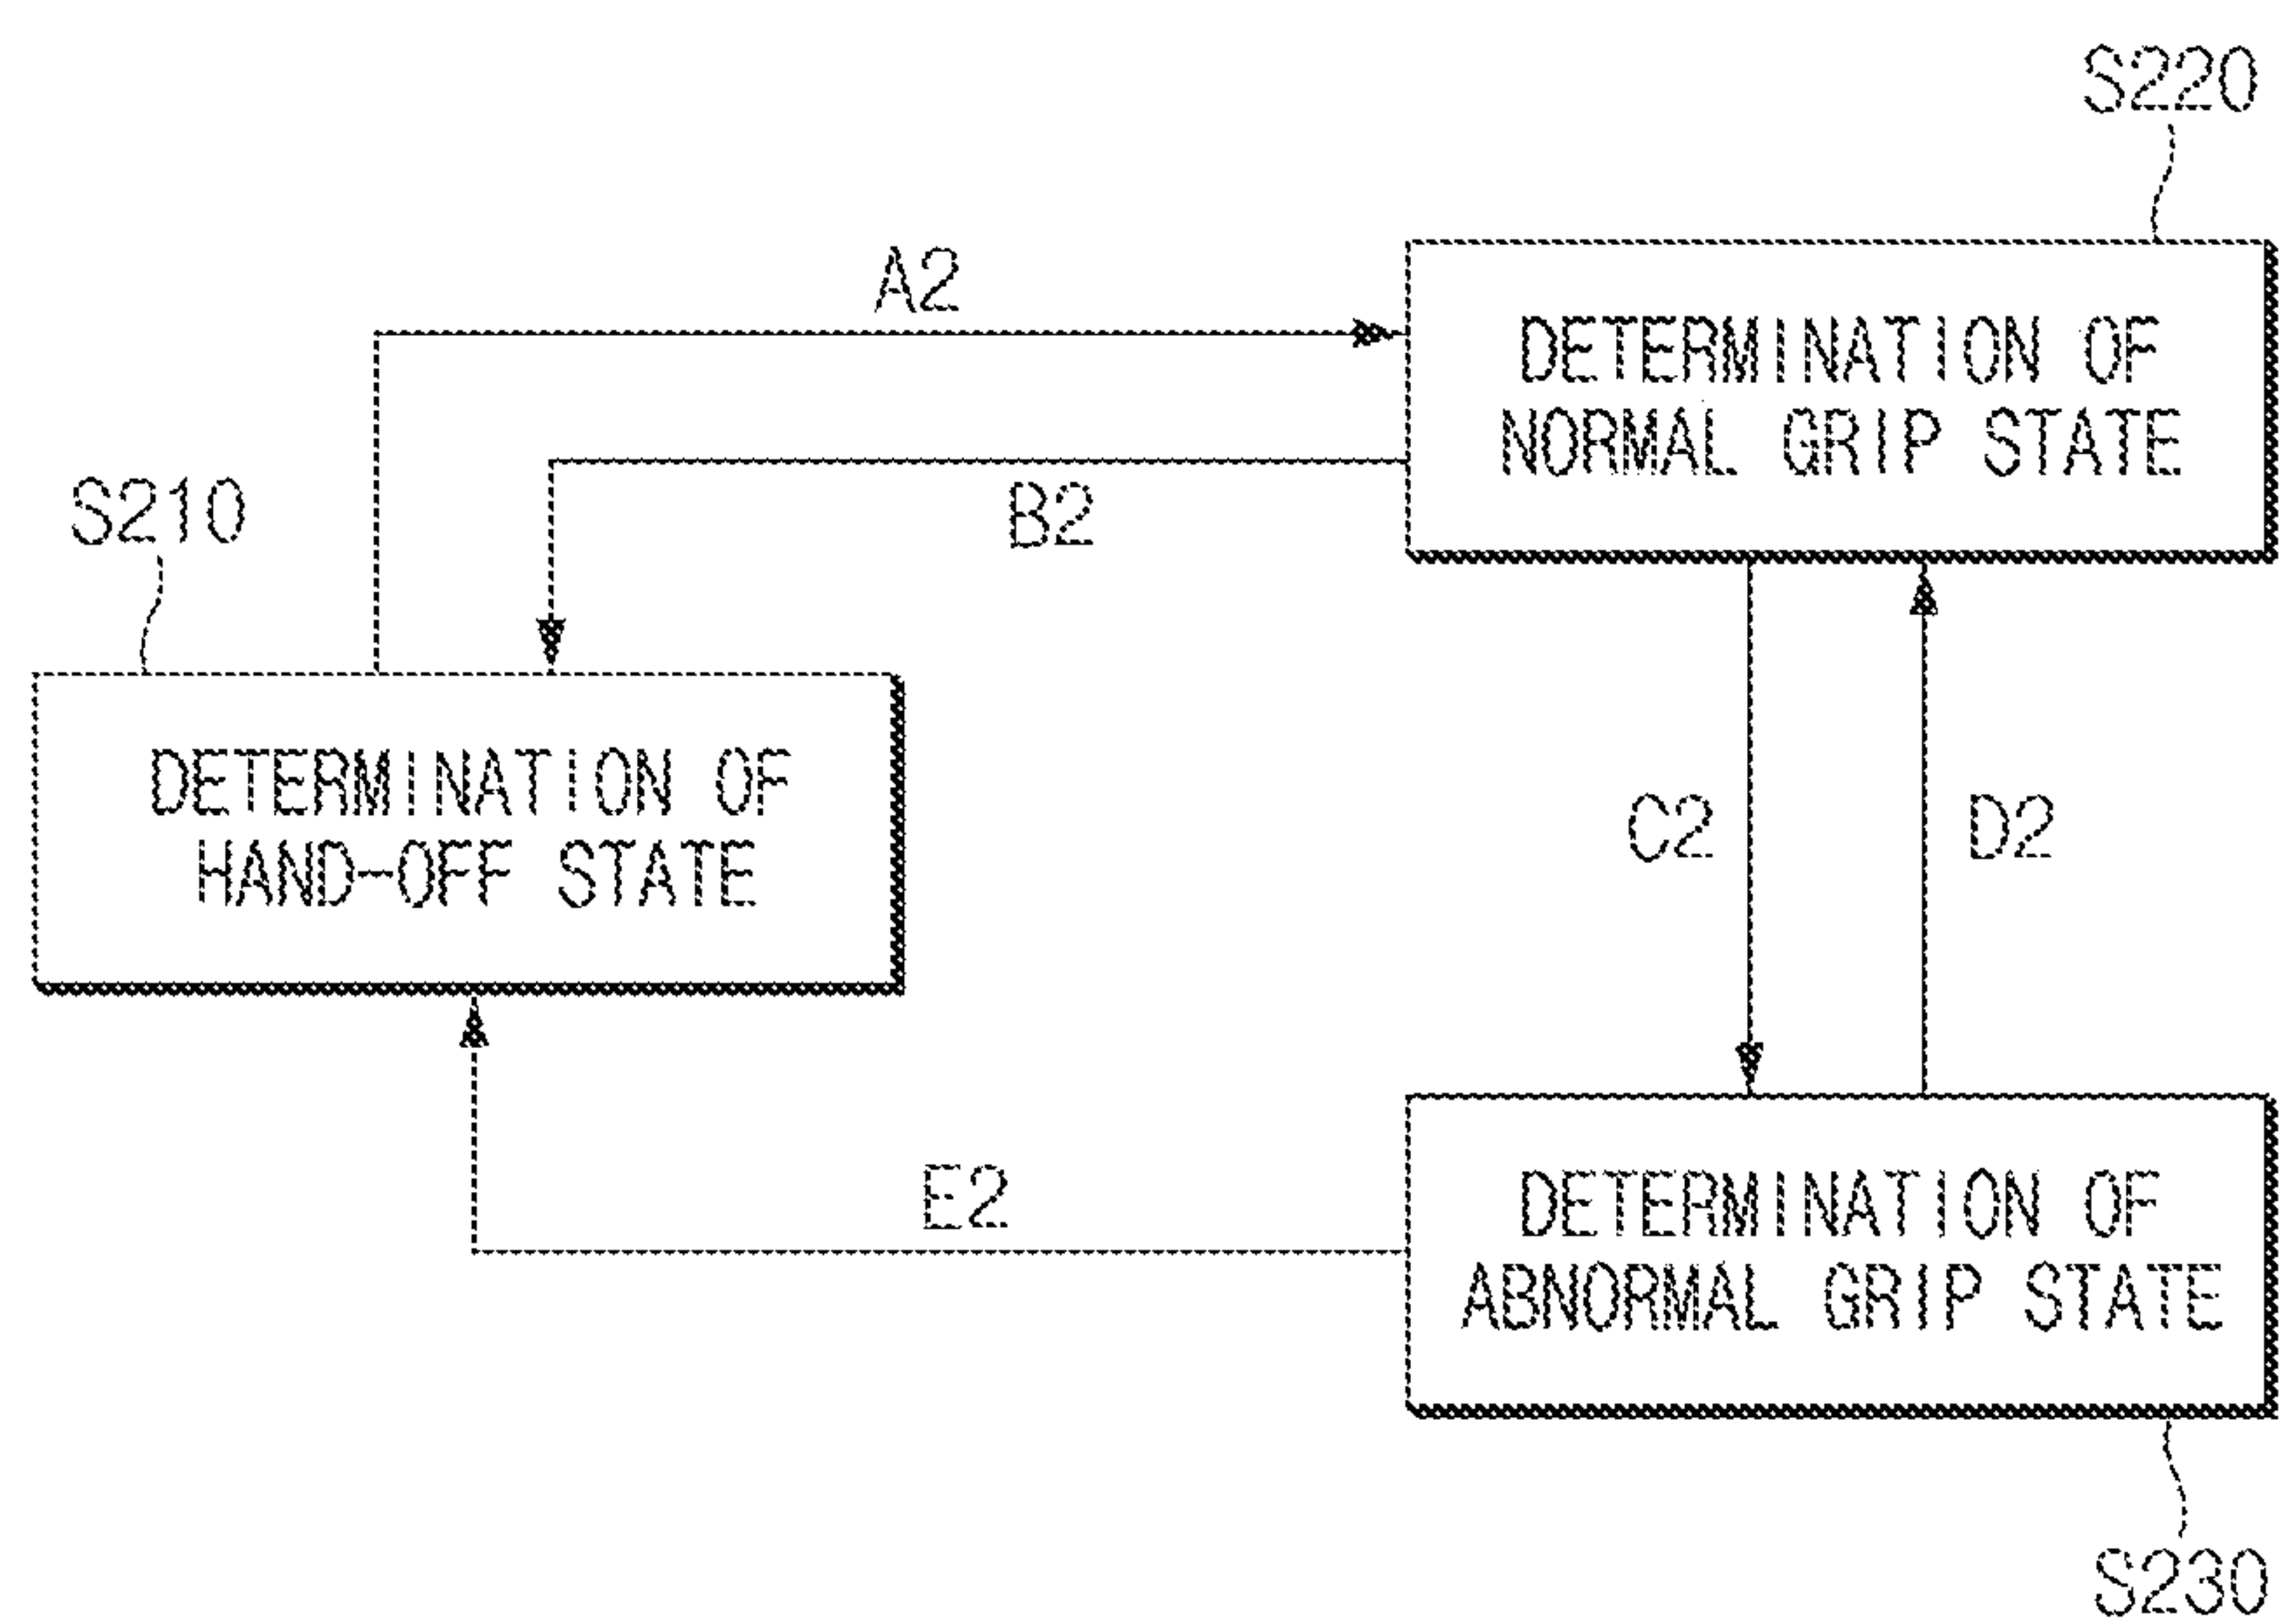 S220
A2
DETERMINATION OF
NORMAL GRIP STATE
B2
S210
DETERMINATION OF
HAND-OFF STATE
C2
D2
E2
DETERMINATION OF
ABNORMAL GRIP STATE
S230